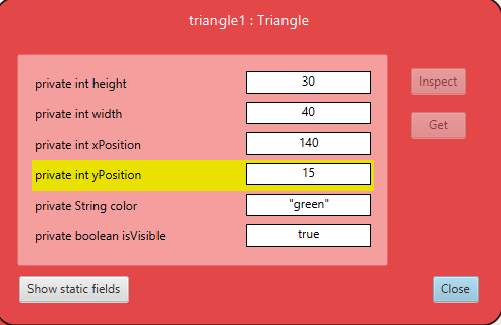 triangle1 : Triangle
private int height 30
Inspect
private int width 40
Get
private int xPosition 140
private int yPosition 15
private String color "green"
private boolean isVisible true
Show static fields Close